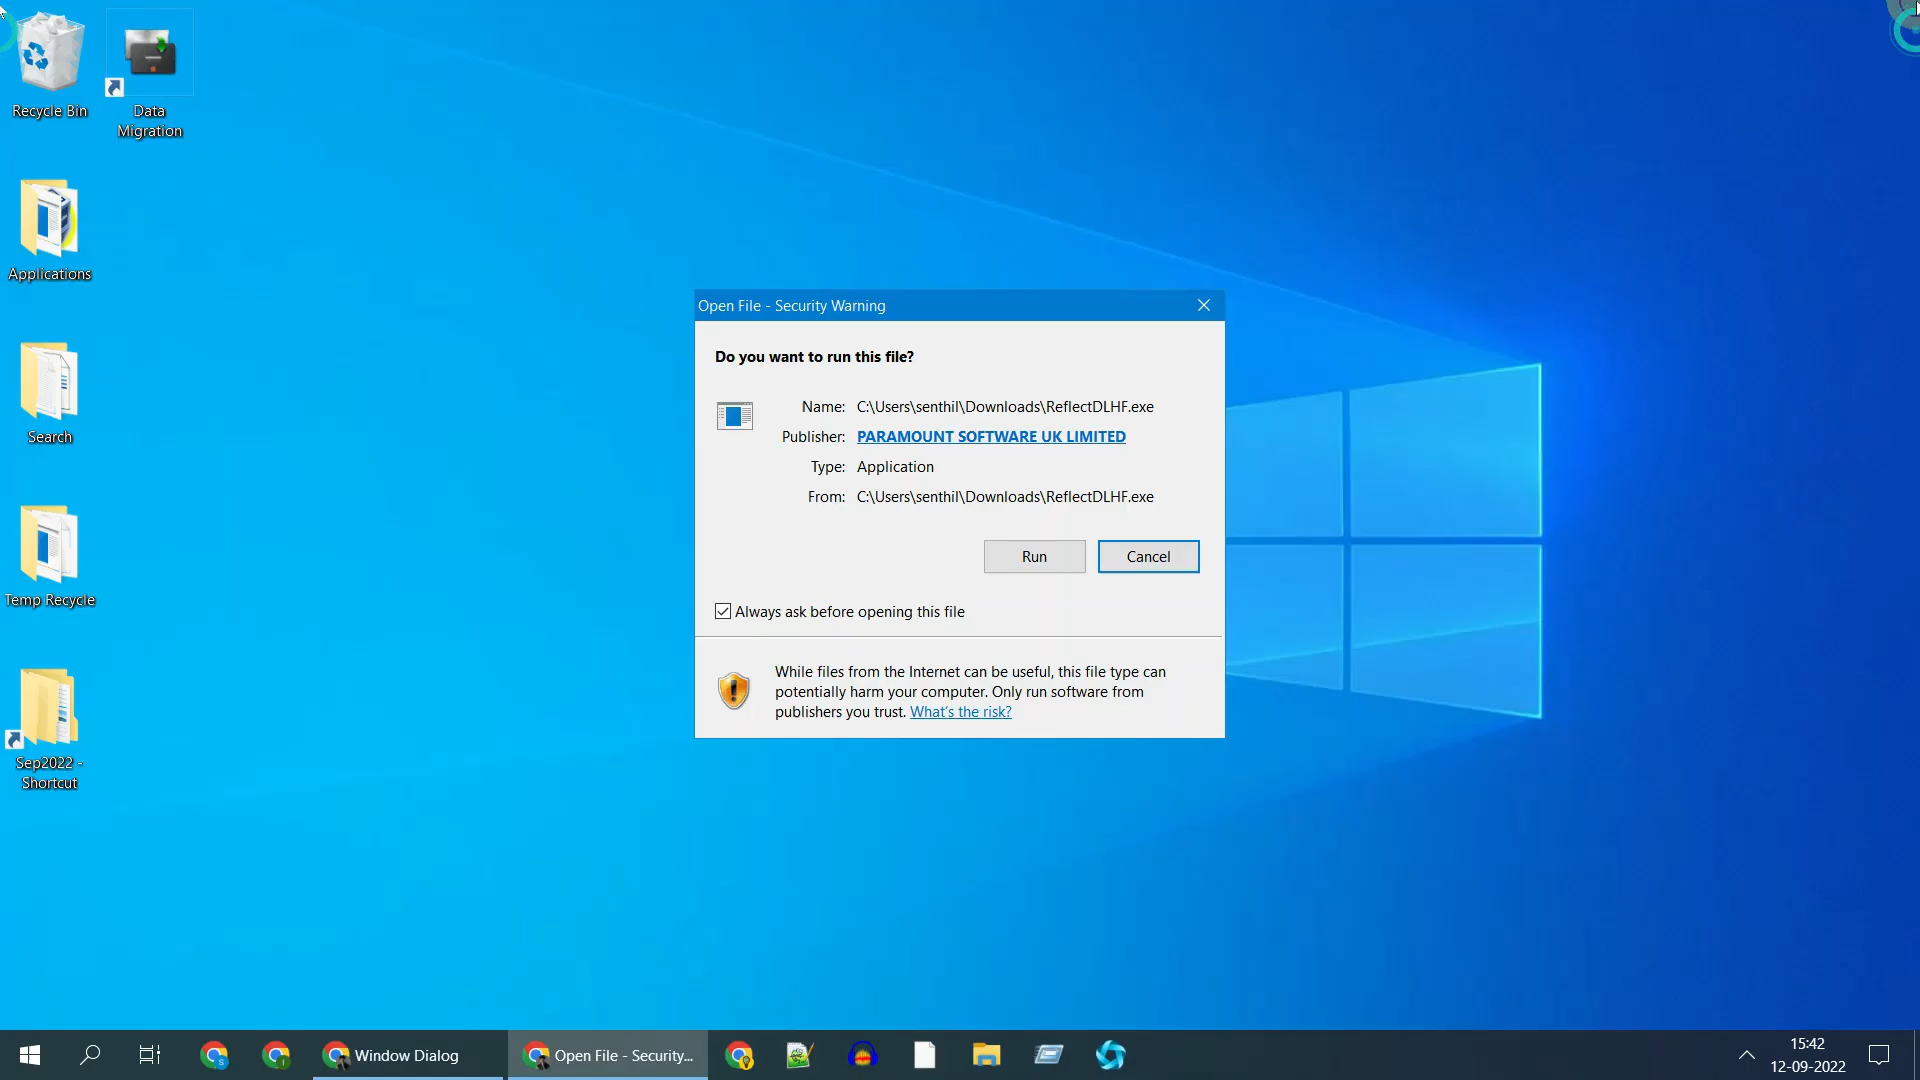 Recycle Bin
Data
Migration
Applications
Search
Temp Recycle
Sep2022 -
Shortcut
Open File - Security Warning
Do you want to run this file?
Name: C:\Users\senthil\Downloads\ReflectDLHF.exe
Publisher: PARAMOUNT SOFTWARE UK LIMITED
Type: Application
From: C:\Users\senthil\Downloads\ReflectDLHF.exe
Run
Cancel
Always ask before opening this file
While files from the Internet can be useful, this file type can
potentially harm your computer. Only run software from
publishers you trust. What's the risk?
Window Dialog
Open File - Security...
15:42
12-09-2022